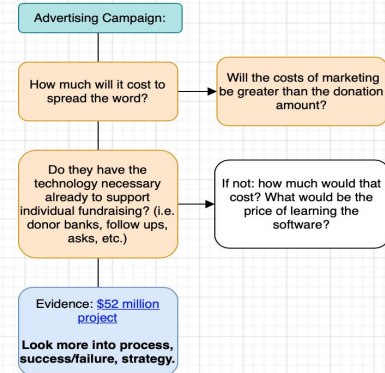 Advertising Campaign:
How much will it cost to
spread the word?
Will the costs of marketing
be greater than the donation
amount?
Do they have the
technology necessary
already to support
individual fundraising? (i.e.
donor banks, follow ups,
asks, etc.)
If not: how much would that
cost? What would be the
price of learning the
software?
Evidence: $52 million
project
Look more into process,
success/failure, strategy.